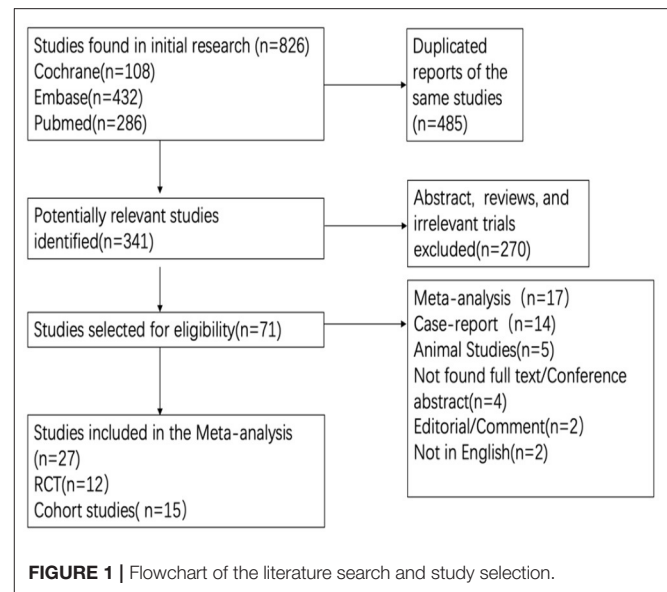 Studies found in initial research (n=826)
Cochrane(n=108)
Embase(n=432)
Pubmed(n=286)
Duplicated
reports of the
same studies
(n=485)
Potentially relevant studies
identified(n=341)
Abstract, reviews, and
irrelevant trials
excluded(n=270)
Studies selected for eligibility(n=71)
Meta-analysis (n=17)
Case-report (n=14)
Animal Studies(n=5)
Not found full text/Conference
abstract(n=4)
Editorial/Comment(n=2)
Not in English(n=2)
Studies included in the Meta-analysis
(n=27)
RCT(n=12)
Cohort studies( n=15)
FIGURE 1 | Flowchart of the literature search and study selection.